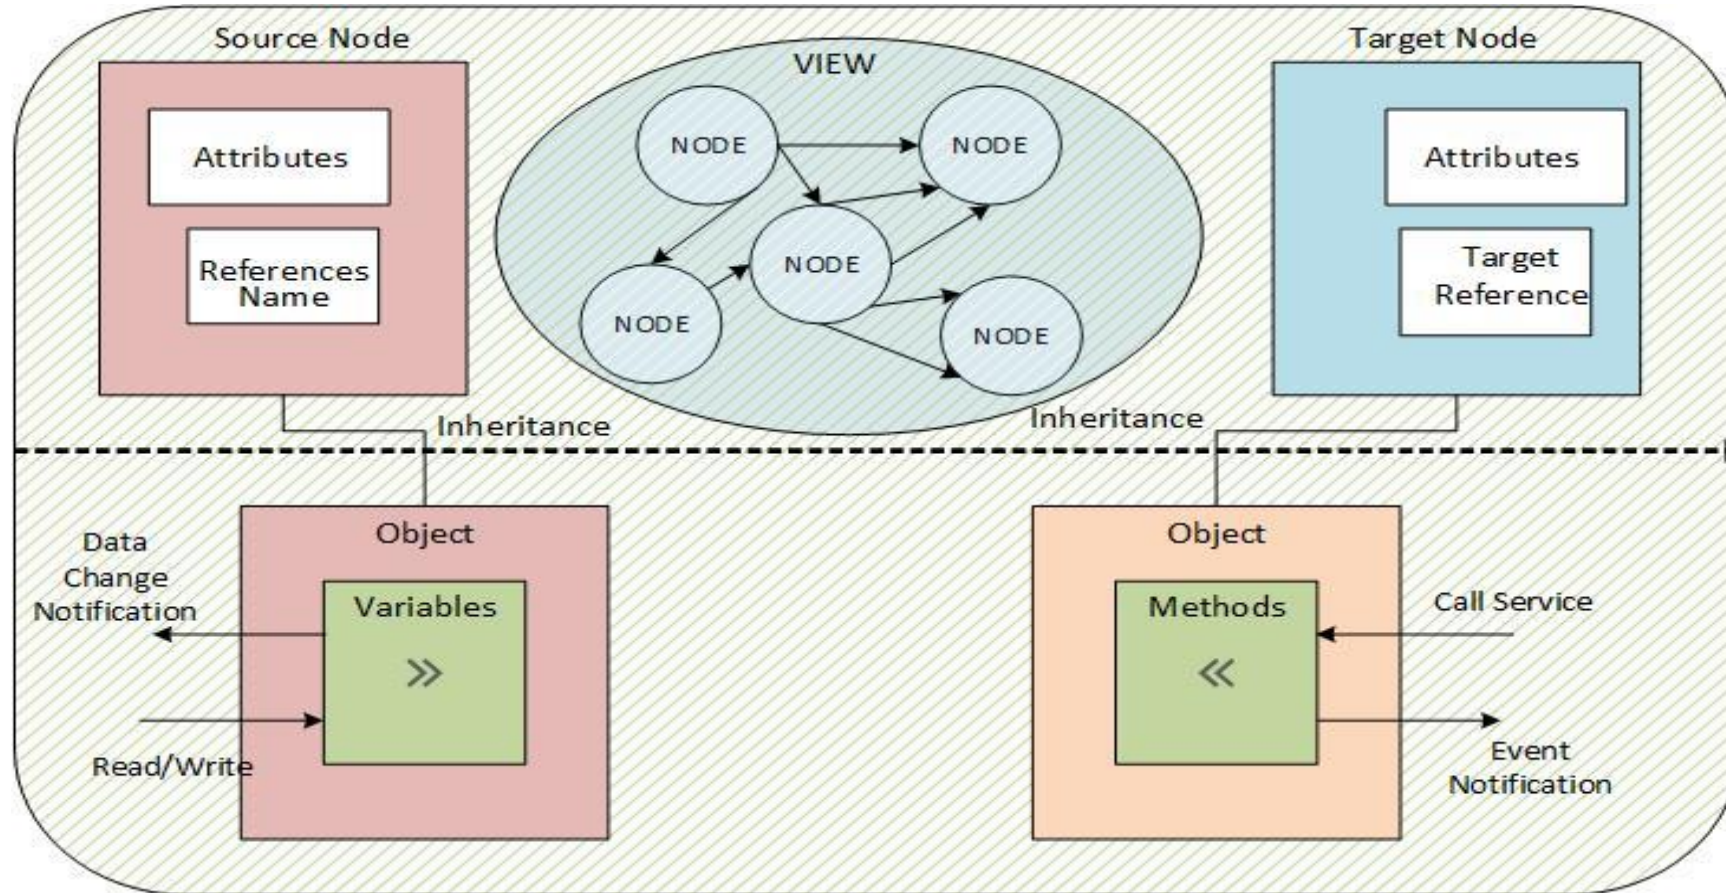 Source Node
Attributes
References
Name
VIEW
NODE
NODE
NODE
NODE
NODE
Target Node
Attributes
Target
Reference
Inheritance
Inheritance
Data
Change
Notification
Read/Write
Object
Variables
»
Object
Methods
«
Call Service
Event
Notification